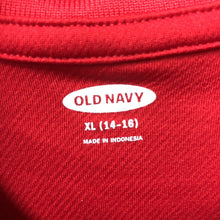 OLD NAVY
XL (14-16)
MADE IN INDONESIA